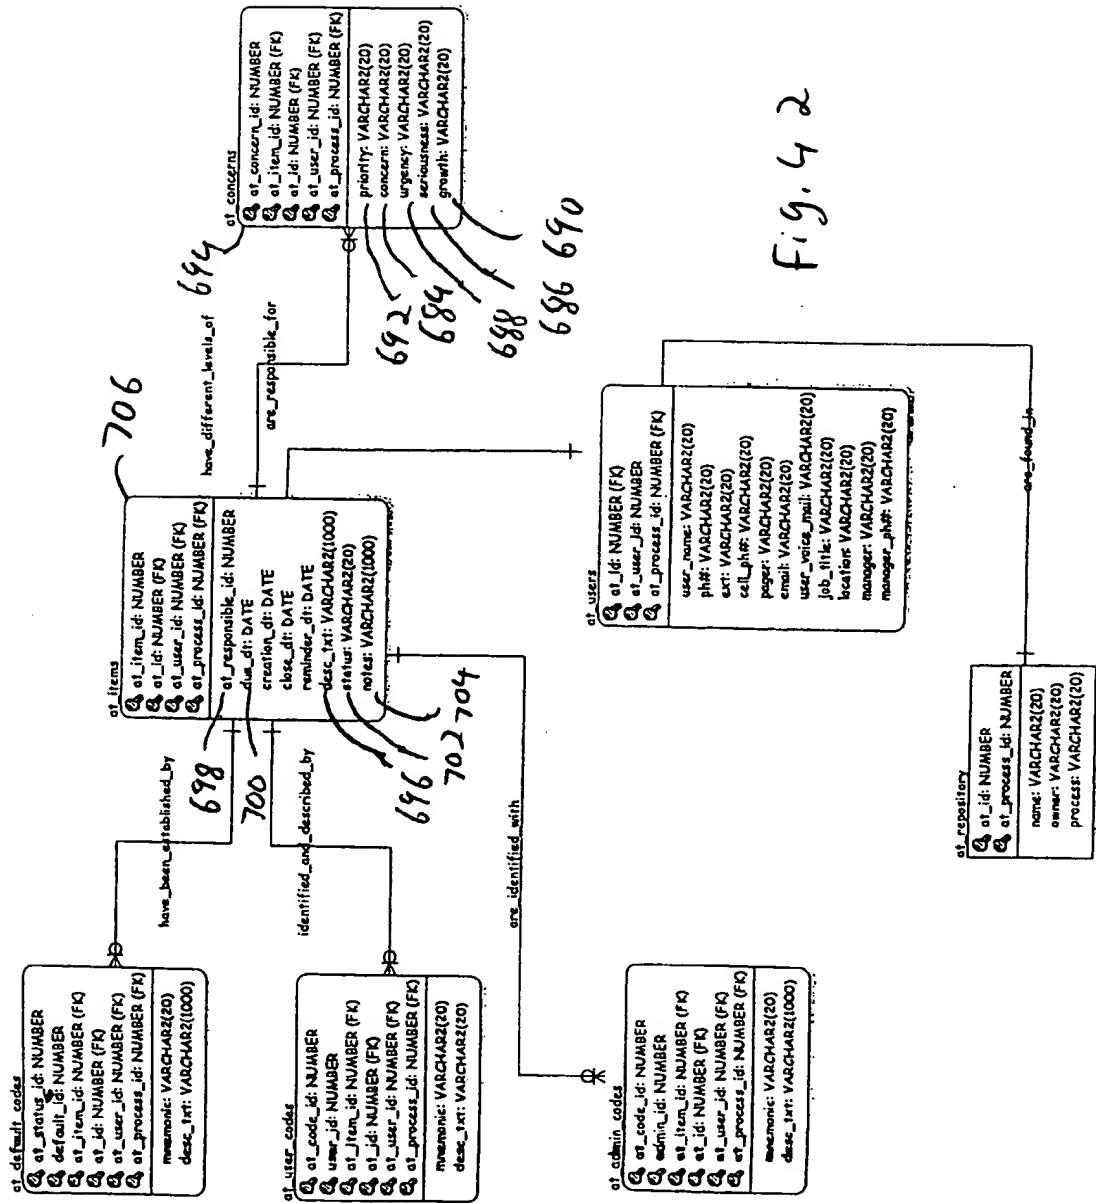 at_default_codes
at_status_id: NUMBER
default_id: NUMBER
at_item_id: NUMBER (FK)
at_id: NUMBER (FK)
at_user_id: NUMBER (FK)
at_process_id: NUMBER (FK)
mnemonic: VARCHAR2(20)
desc_txt: VARCHAR2(1000)
at_user_codes
at_code_id: NUMBER
user_id: NUMBER
at_item_id: NUMBER (FK)
at_id: NUMBER (FK)
at_user_id: NUMBER (FK)
at_process_id: NUMBER (FK)
mnemonic: VARCHAR2(20)
desc_txt: VARCHAR2(20)
at_admin_codes
at_code_id: NUMBER
admin_id: NUMBER
at_item_id: NUMBER (FK)
at_id: NUMBER (FK)
at_user_id: NUMBER (FK)
at_process_id: NUMBER (FK)
mnemonic: VARCHAR2(20)
desc_txt: VARCHAR2(1000)
have_been_established_by
identified_and_described_by
are_identified_with
698
700
696
702
704
at_items
at_item_id: NUMBER
at_id: NUMBER (FK)
at_user_id: NUMBER (FK)
at_process_id: NUMBER (FK)
at_responsible_id: NUMBER
due_dt: DATE
creation_dt: DATE
close_dt: DATE
reminder_dt: DATE
desc_txt: VARCHAR2(1000)
status: VARCHAR2(20)
notes: VARCHAR2(1000)
706
at_users
at_id: NUMBER (FK)
at_user_id: NUMBER
at_process_id: NUMBER (FK)
user_name: VARCHAR2(20)
ph#: VARCHAR2(20)
ext: VARCHAR2(20)
cell_ph#: VARCHAR2(20)
pager: VARCHAR2(20)
email: VARCHAR2(20)
user_voice_mail: VARCHAR2(20)
job_title: VARCHAR2(20)
location: VARCHAR2(20)
manager: VARCHAR2(20)
manager_ph#: VARCHAR2(20)
at_repository
at_id: NUMBER
at_process_id: NUMBER
name: VARCHAR2(20)
owner: VARCHAR2(20)
process: VARCHAR2(20)
are_found_in
have_different_levels_of
are_responsible_for
694
at_concerns
at_concern_id: NUMBER
at_item_id: NUMBER (FK)
at_id: NUMBER (FK)
at_user_id: NUMBER (FK)
at_process_id: NUMBER (FK)
priority: VARCHAR2(20)
concern: VARCHAR2(20)
urgency: VARCHAR2(20)
seriousness: VARCHAR2(20)
growth: VARCHAR2(20)
692
684
688
686
690
Fig. 42